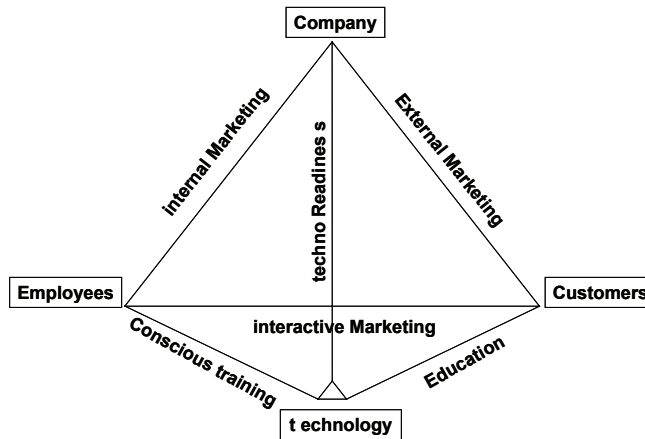 Company
internal Marketing
techno Readines s
External Marketing
Employees
Customers
interactive Marketing
Conscious training
Education
t echnology